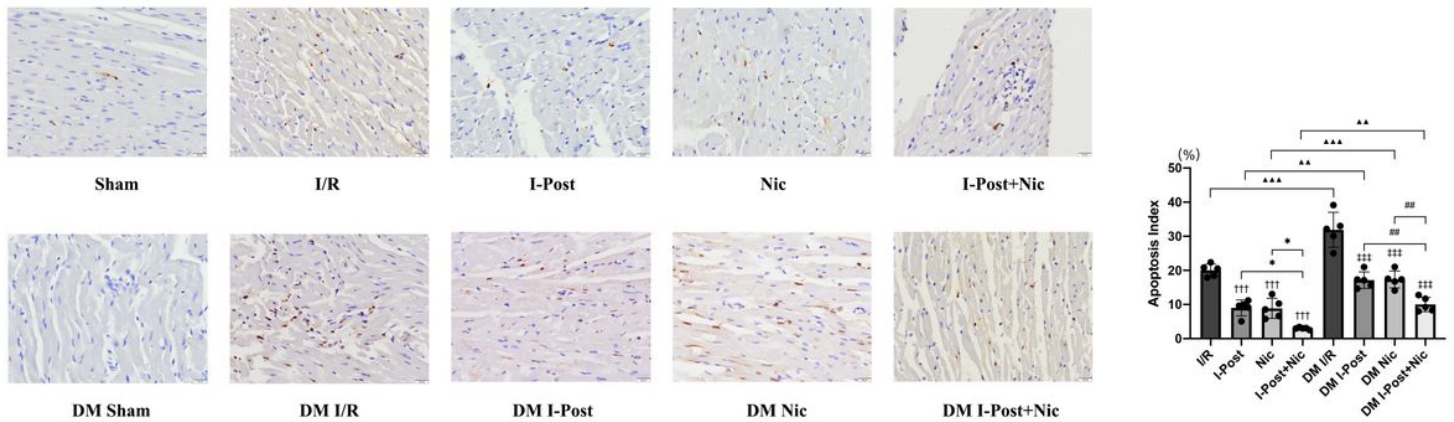 Sham
I/R
I-Post
Nic
I-Post+Nic
DM Sham
DM I/R
DM I-Post
DM Nic
DM I-Post+Nic
(%)
Apoptosis Index
50
40
30
20
10
0
▲▲
▲▲▲
▲▲
▲▲▲
##
##
*
*
†††
†††
†††
‡‡‡
‡‡‡
‡‡‡
I/R
I-Post
Nic
I-Post+Nic
DM I/R
DM I-Post
DM Nic
DM I-Post+Nic